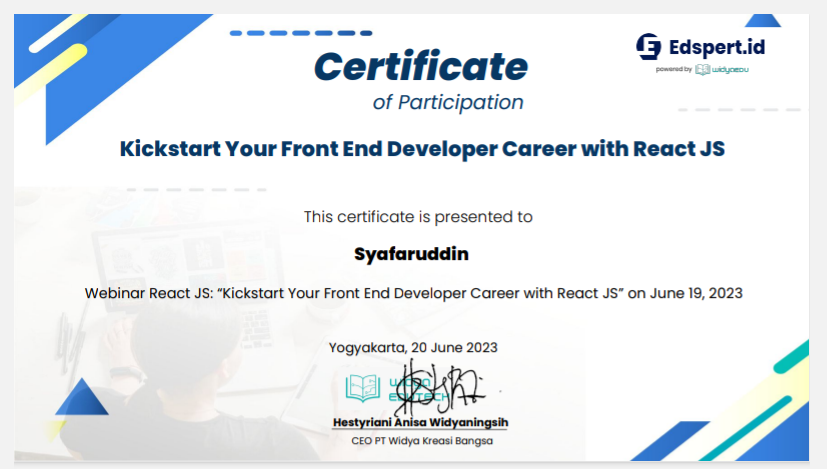 Certificate
of Participation
Edspert.id
powered by widyaedu
Kickstart Your Front End Developer Career with React JS
This certificate is presented to
Syafaruddin
Webinar React JS: “Kickstart Your Front End Developer Career with React JS” on June 19, 2023
Yogyakarta, 20 June 2023
EDUTECH
Hestyriani Anisa Widyaningsih
CEO PT Widya Kreasi Bangsa